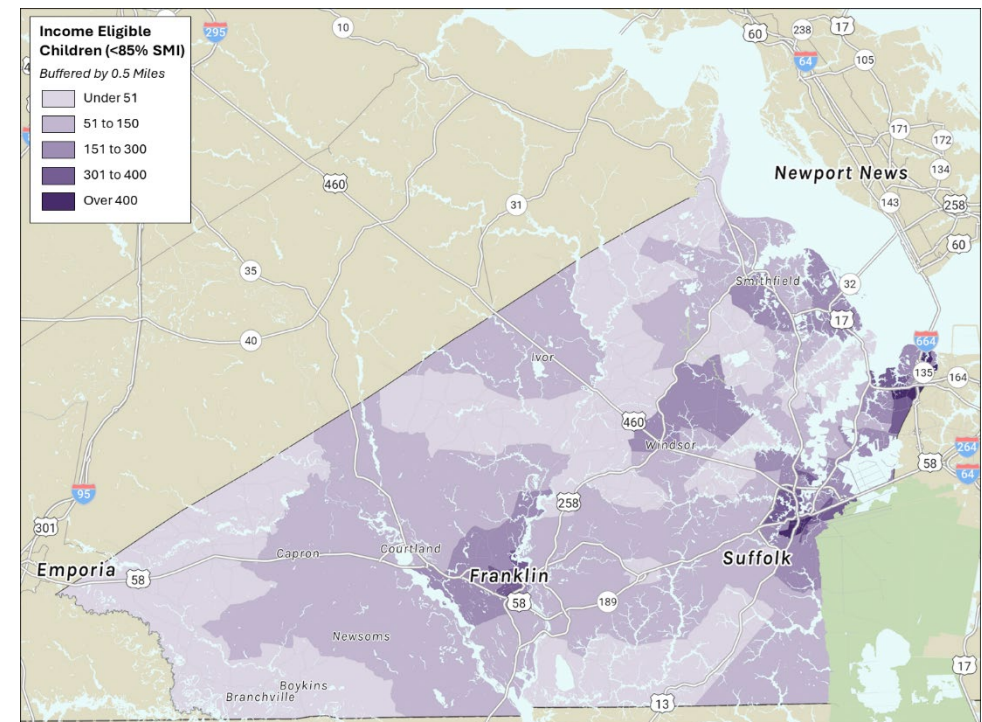 Income Eligible
Children (<85% SMI)
Buffered by 0.5 Miles
Under 51
51 to 150
151 to 300
301 to 400
Over 400
295
10
60
238
17
64
105
171
172
134
143
258
60
Newport News
460
31
35
40
Smithfield
32
17
664
135
164
Ivor
460
Windsor
58
264
64
95
301
258
Emporia
58
Capron
Courtland
Franklin
58
189
Suffolk
Newsoms
Boykins
Branchville
13
17